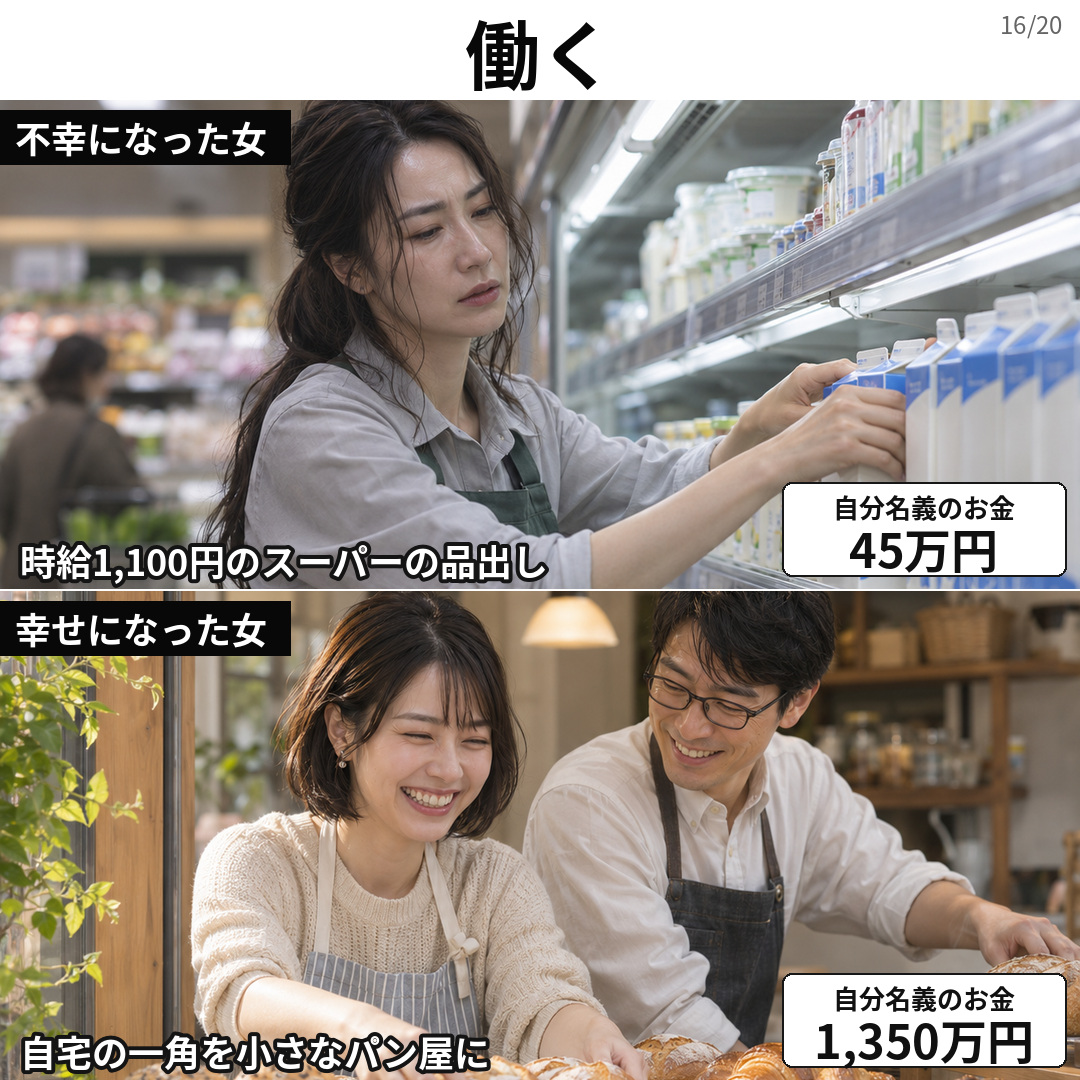 働く
16/20
不幸になった女
時給1,100円のスーパーの品出し
自分名義のお金
45万円
幸せになった女
自宅の一角を小さなパン屋に
自分名義のお金
1,350万円